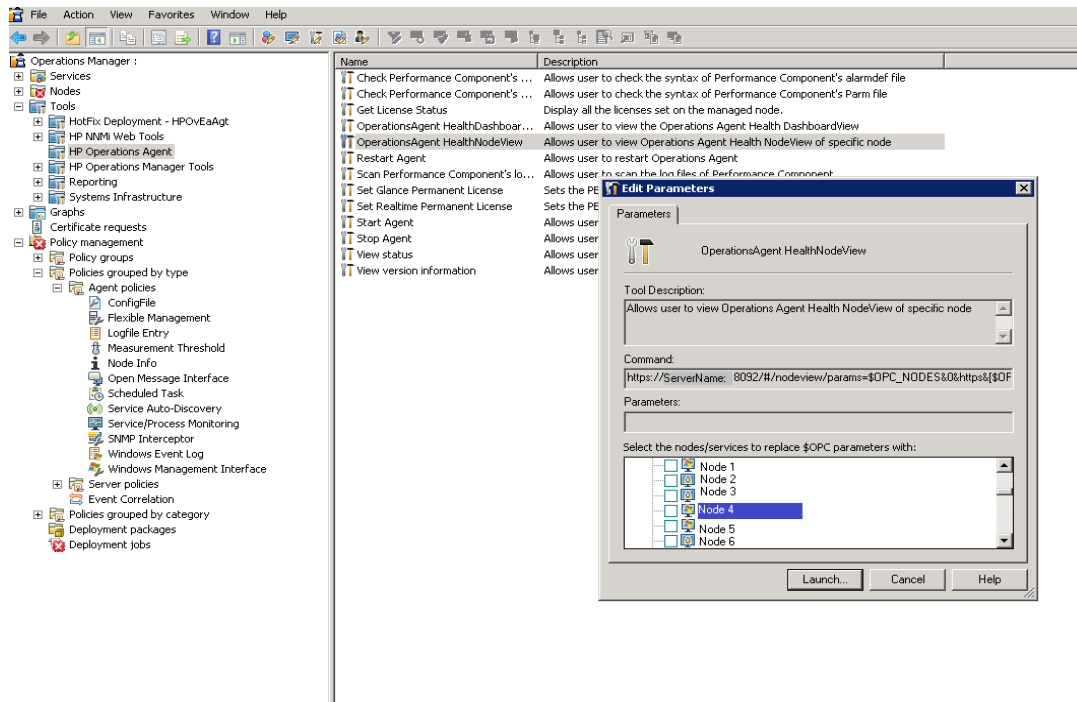 File Action View Favorites Window Help
Operations Manager :
Services
Nodes
Tools
HotFix Deployment - HPOvEaAgt
HP NNMi Web Tools
HP Operations Agent
HP Operations Manager Tools
Reporting
Systems Infrastructure
Graphs
Certificate requests
Policy management
Policy groups
Policies grouped by type
Agent policies
ConfigFile
Flexible Management
Logfile Entry
Measurement Threshold
Node Info
Open Message Interface
Scheduled Task
Service Auto-Discovery
Service/Process Monitoring
SNMP Interceptor
Windows Event Log
Windows Management Interface
Server policies
Event Correlation
Policies grouped by category
Deployment packages
Deployment jobs
Name Description
Check Performance Component's ... Allows user to check the syntax of Performance Component's alarmdef file
Check Performance Component's ... Allows user to check the syntax of Performance Component's Parm file
Get License Status Display all the licenses set on the managed node.
OperationsAgent HealthDashboar... Allows user to view the Operations Agent Health DashboardView
OperationsAgent HealthNodeView Allows user to view Operations Agent Health NodeView of specific node
Restart Agent Allows user to restart Operations Agent
Scan Performance Component's lo... Allows user to scan the log files of Performance Component
Set Glance Permanent License Sets the PE
Set Realtime Permanent License Sets the PE
Start Agent Allows user
Stop Agent Allows user
View status Allows user
View version information Allows user
Edit Parameters
Parameters
OperationsAgent HealthNodeView
Tool Description:
Allows user to view Operations Agent Health NodeView of specific node
Command:
https://ServerName: 8092/#/nodeview/params=$OPC_NODES&0&https&[$OF
Parameters:
Select the nodes/services to replace $OPC parameters with:
Node 1
Node 2
Node 3
Node 4
Node 5
Node 6
Launch... Cancel Help